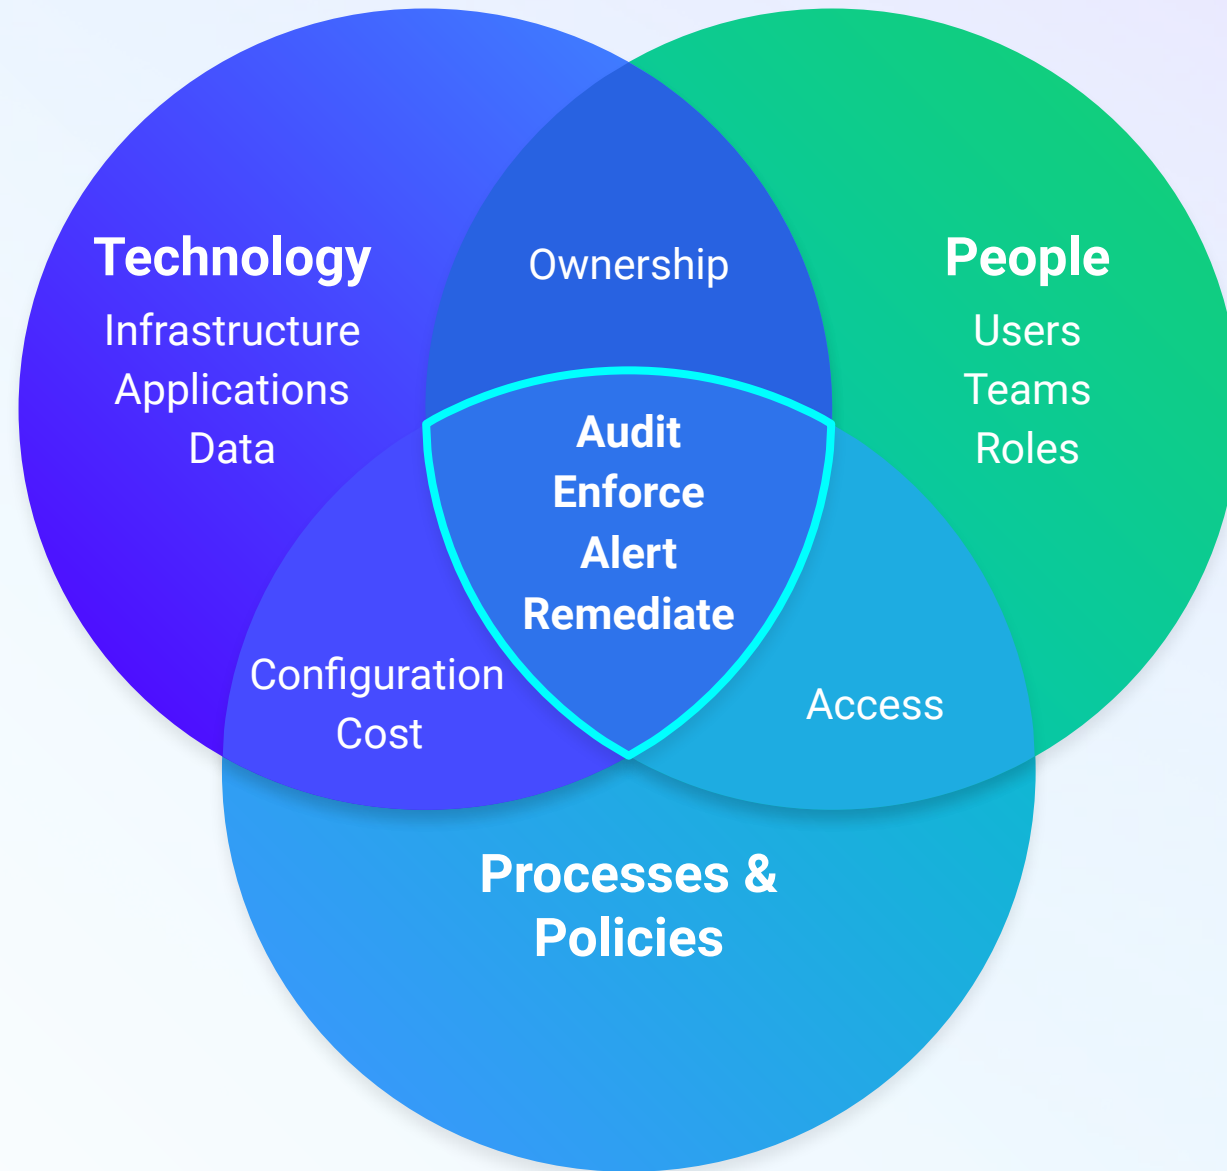 Technology
Infrastructure
Applications
Data
Ownership
People
Users
Teams
Roles
Audit
Enforce
Alert
Remediate
Configuration
Cost
Access
Processes &
Policies